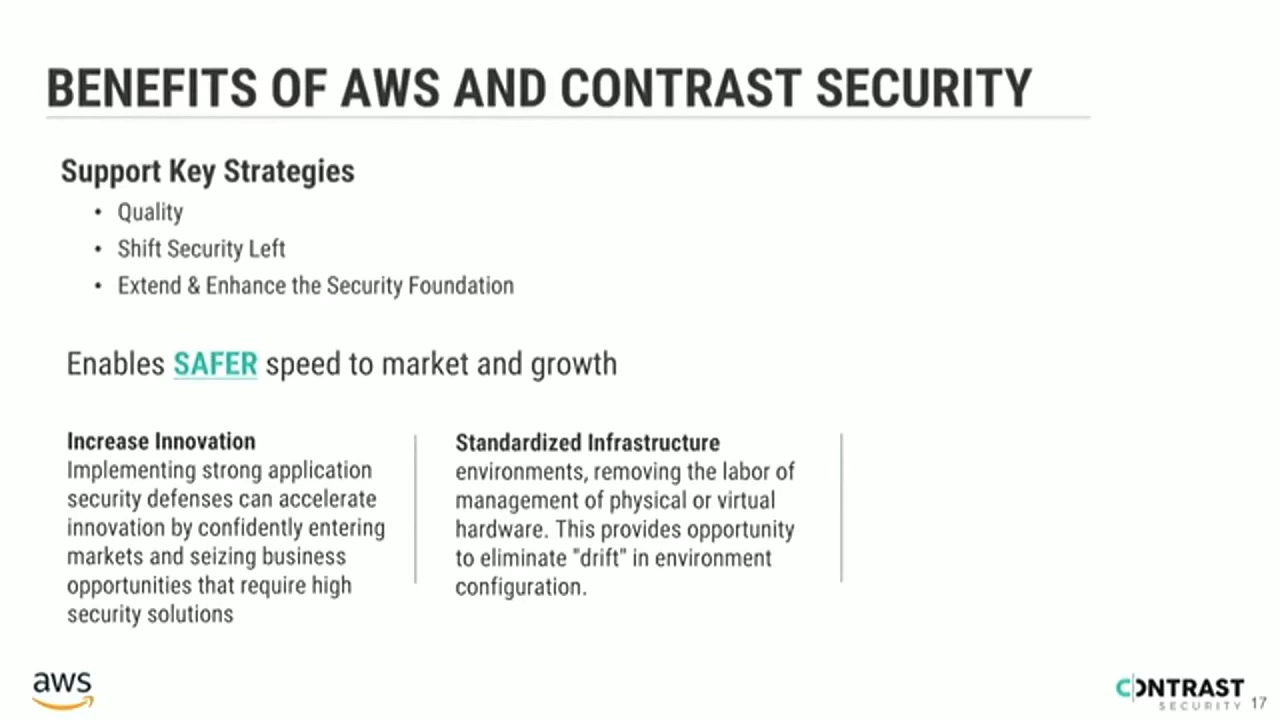 BENEFITS OF AWS AND CONTRAST SECURITY
Support Key Strategies
• Quality
• Shift Security Left
• Extend & Enhance the Security Foundation
Enables SAFER speed to market and growth
Increase Innovation
Implementing strong application
security defenses can accelerate
innovation by confidently entering
markets and seizing business
opportunities that require high
security solutions
Standardized Infrastructure
environments, removing the labor of
management of physical or virtual
hardware. This provides opportunity
to eliminate "drift" in environment
configuration.
aws
CONTRAST
SECURITY
17